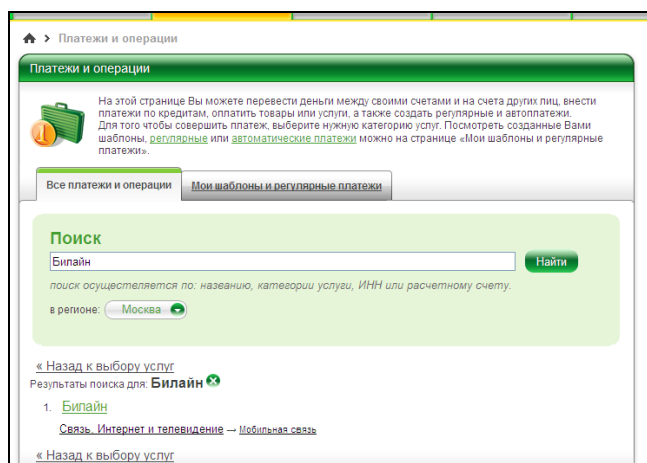 > Платежи и операции
Платежи и операции
На этой странице Вы можете перевести деньги между своими счетами и на счета других лиц, внести
платежи по кредитам, оплатить товары или услуги, а также создать регулярные и автоплатежи.
Для того чтобы совершить платеж, выберите нужную категорию услуг. Посмотреть созданные Вами
шаблоны, регулярные или автоматические платежи можно на странице «Мои шаблоны и регулярные
платежи».
Все платежи и операции Мои шаблоны и регулярные платежи
Поиск
Билайн Найти
поиск осуществляется по: названию, категории услуги, ИНН или расчетному счету.
в регионе: Москва
« Назад к выбору услуг
Результаты поиска для: Билайн
1. Билайн
Связь, Интернет и телевидение → Мобильная связь
« Назад к выбору услуг